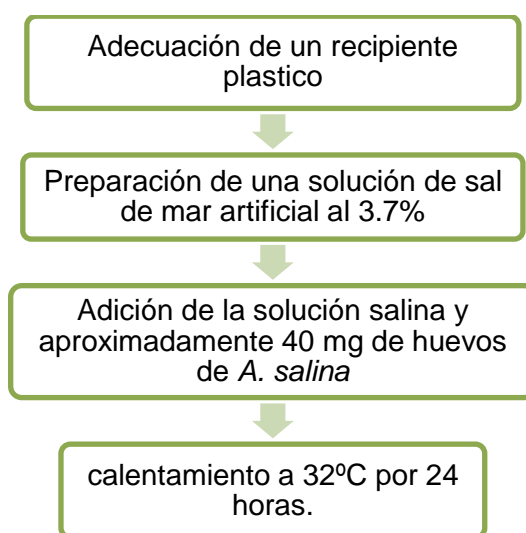 Adecuación de un recipiente
plastico
Preparación de una solución de sal
de mar artificial al 3.7%
Adición de la solución salina y
aproximadamente 40 mg de huevos
de A. salina
calentamiento a 32ºC por 24
horas.